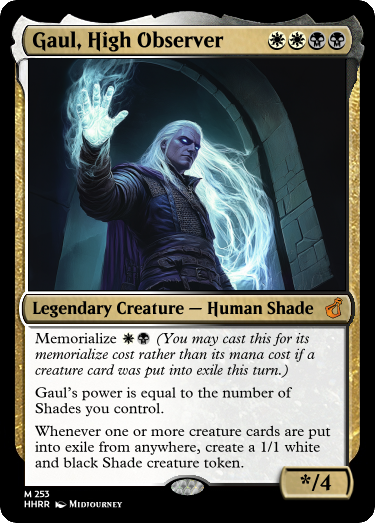 Gaul, High Observer
Legendary Creature — Human Shade
Memorialize (You may cast this for its
memorialize cost rather than its mana cost if a
creature card was put into exile this turn.)
Gaul's power is equal to the number of
Shades you control.
Whenever one or more creature cards are put
into exile from anywhere, create a 1/1 white
and black Shade creature token.
*/4
M 253
HHRR Midjourney